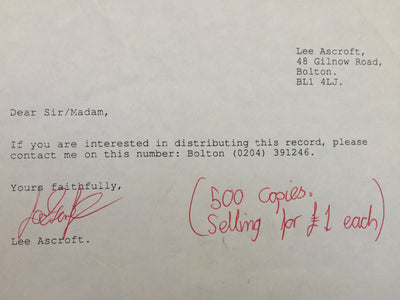 Lee Ascroft,
48 Gilnow Road,
Bolton.
BL1 4LJ.
Dear Sir/Madam,
If you are interested in distributing this record, please
contact me on this number: Bolton (0204) 391246.
Yours faithfully,
Lee Ascroft.
(500 copies.
Selling for £1 each)